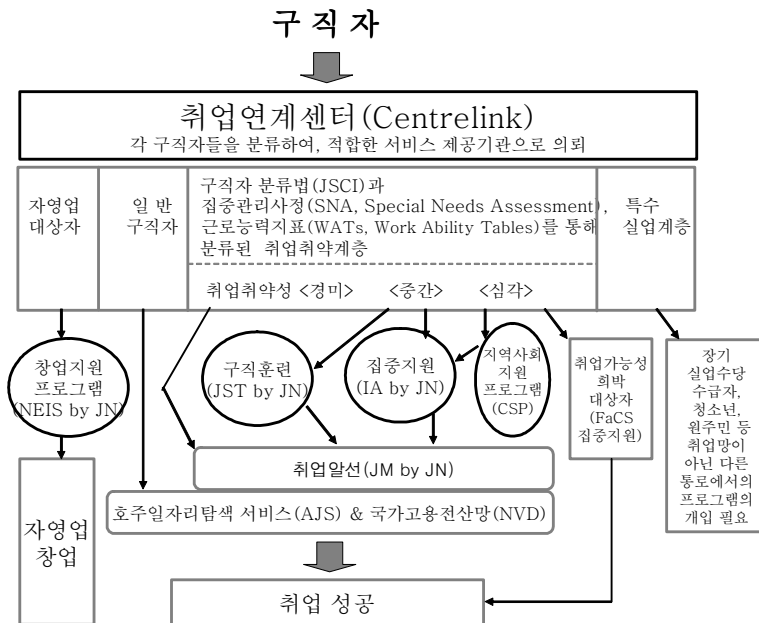 구 직 자
취업연계센터(Centrelink)
각 구직자들을 분류하여, 적합한 서비스 제공기관으로 의뢰
자영업
대상자
일 반
구직자
구직자 분류법(JSCI)과
집중관리사정(SNA, Special Needs Assessment),
근로능력지표(WATs, Work Ability Tables)를 통해
분류된 취업취약계층
취업취약성 <경미> <중간> <심각>
특수
실업계층
창업지원
프로그램
(NEIS by JN)
구직훈련
(JST by JN)
집중지원
(IA by JN)
지역사회
지원
프로그램
(CSP)
취업가능성
희박
대상자
(FaCS
집중지원)
장기
실업수당
수급자,
청소년,
원주민 등
취업망이
아닌 다른
통로에서의
프로그램의
개입 필요
취업알선(JM by JN)
호주일자리탐색 서비스(AJS) & 국가고용전산망(NVD)
자영업
창업
취업 성공